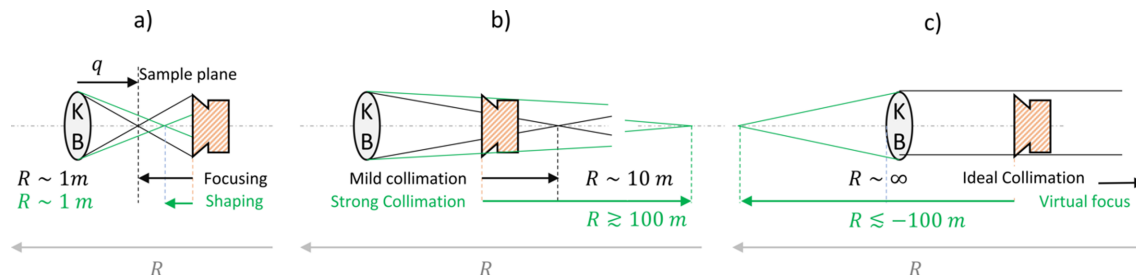 a)
q
Sample plane
K
B
R ~ 1m
Focusing
R ~ 1 m
Shaping
R
b)
K
B
Mild collimation
R ~ 10 m
Strong Collimation
R ≳ 100 m
R
c)
K
B
R ~ ∞
Ideal Collimation
Virtual focus
R ≲ −100 m
R